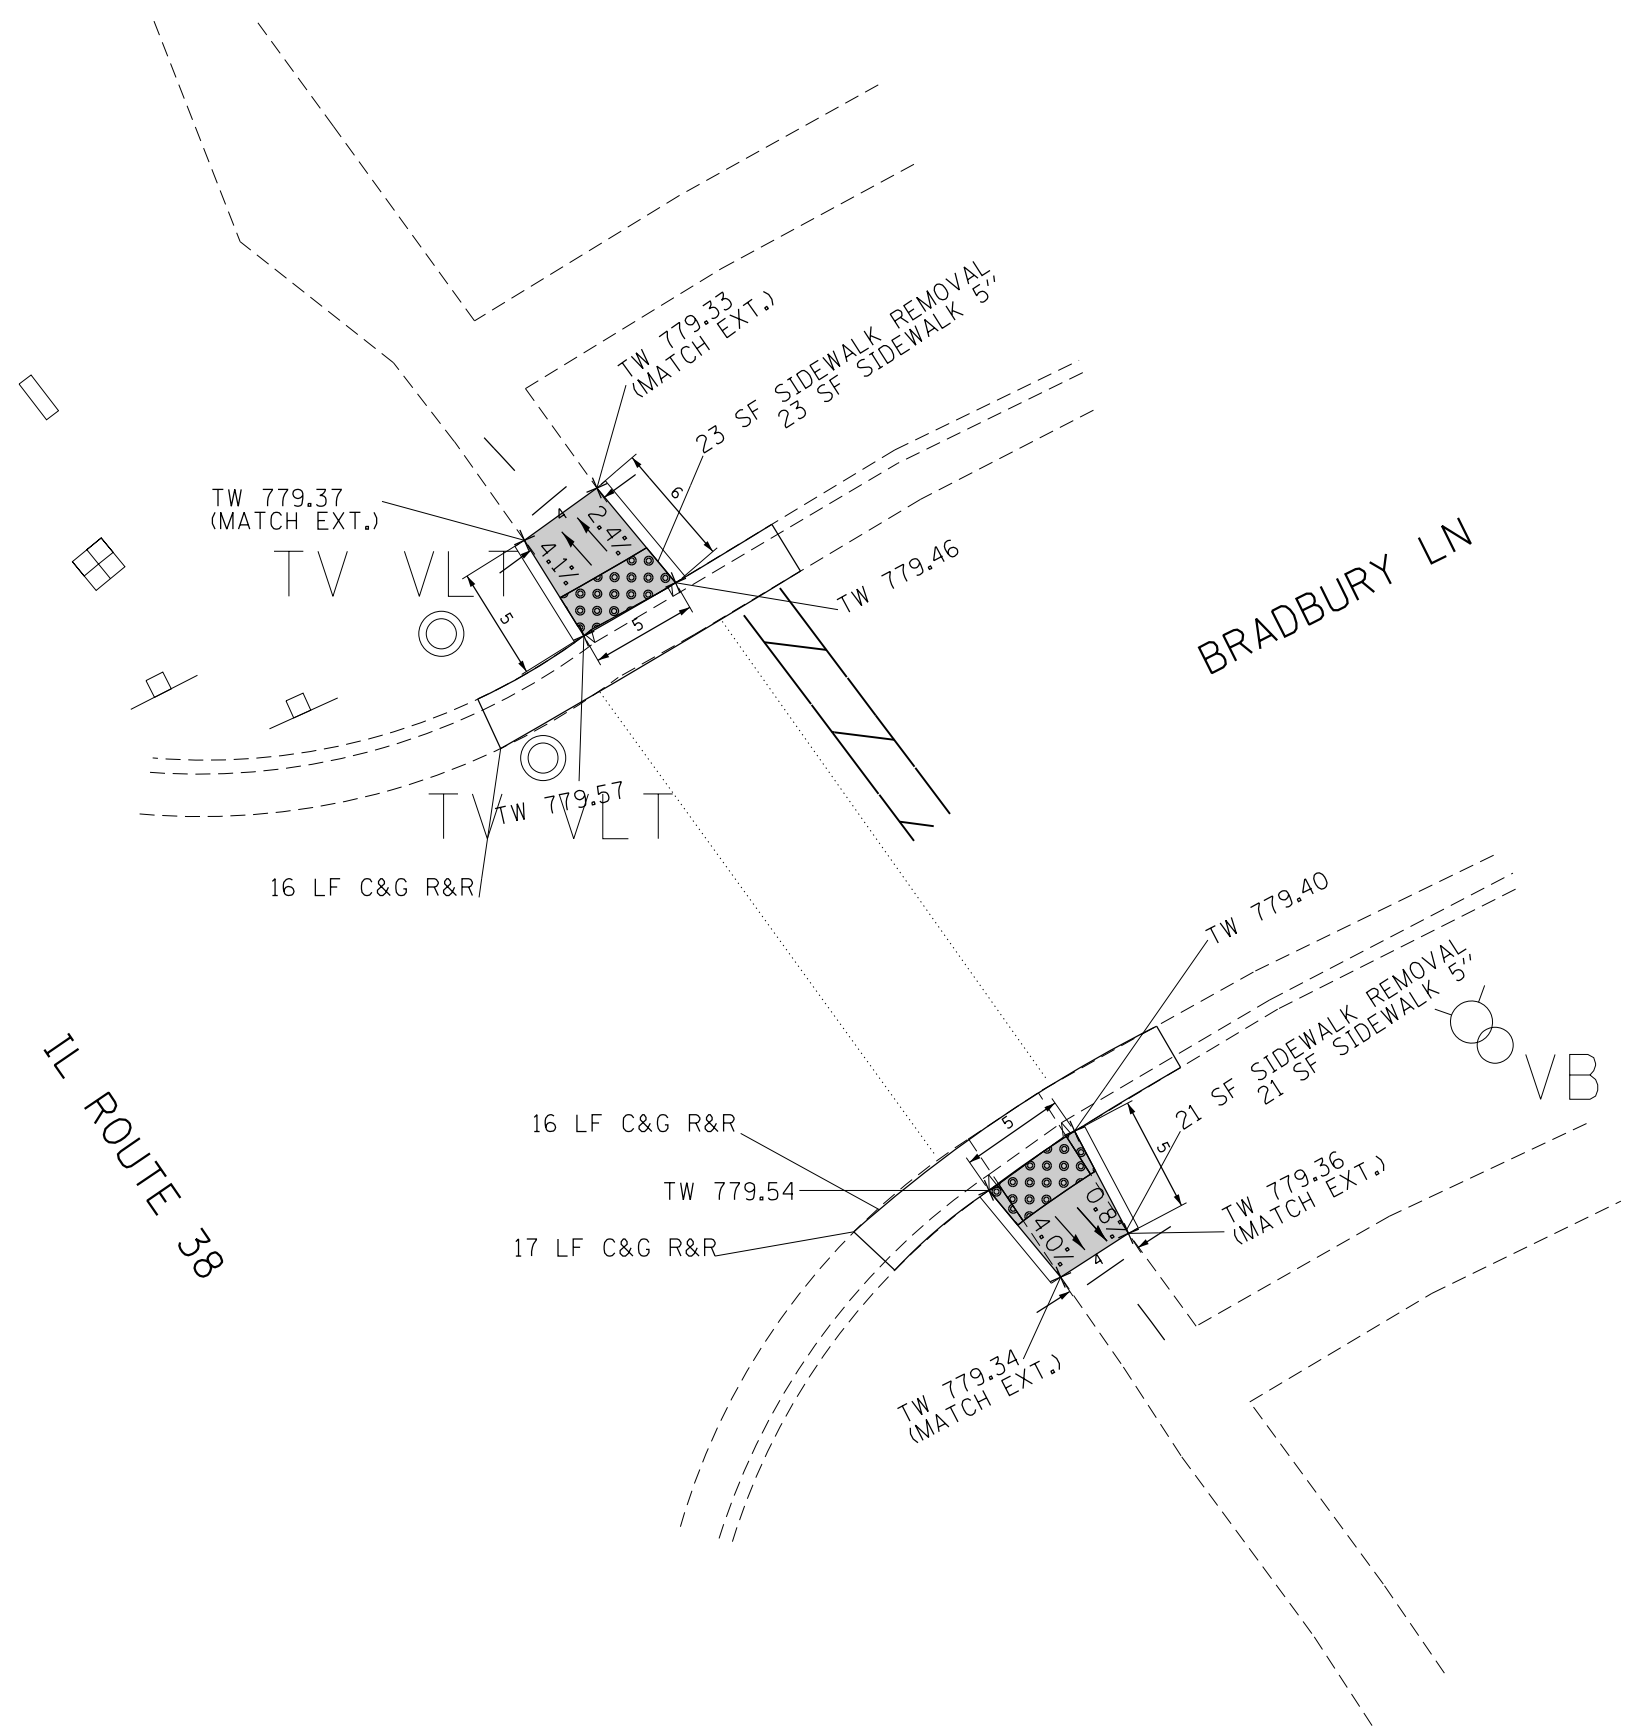 TW 779.33
(MATCH EXT.)
23 SF SIDEWALK REMOVAL
23 SF SIDEWALK 5"
TW 779.37
(MATCH EXT.)
TV VLT
4
2.4%
4.1%
6
5
5
TW 779.46
BRADBURY LN
TW 779.57
TV VLT
16 LF C&G R&R
TW 779.40
21 SF SIDEWALK REMOVAL
21 SF SIDEWALK 5"
VB
IL ROUTE 38
16 LF C&G R&R
5
5
TW 779.54
TW 779.36
(MATCH EXT.)
0.8%
4.0%
4
17 LF C&G R&R
TW 779.34
(MATCH EXT.)